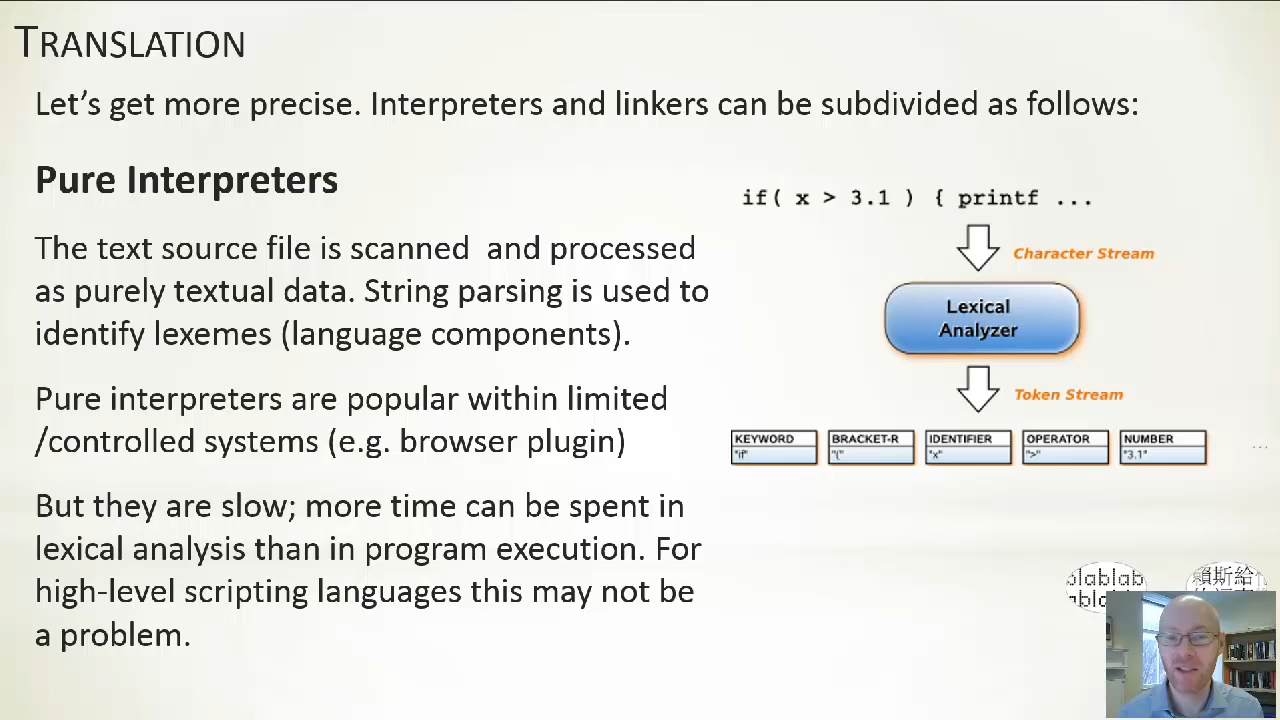 TRANSLATION
Let’s get more precise. Interpreters and linkers can be subdivided as follows:
Pure Interpreters
The text source file is scanned and processed
as purely textual data. String parsing is used to
identify lexemes (language components).
Pure interpreters are popular within limited
/controlled systems (e.g. browser plugin)
But they are slow; more time can be spent in
lexical analysis than in program execution. For
high-level scripting languages this may not be
a problem.
if( x > 3.1 ) { printf ...
Character Stream
Lexical
Analyzer
Token Stream
KEYWORD BRACKET-R IDENTIFIER OPERATOR NUMBER
"if" "(" "x" ">" "3.1" ...
blablab
賴斯給